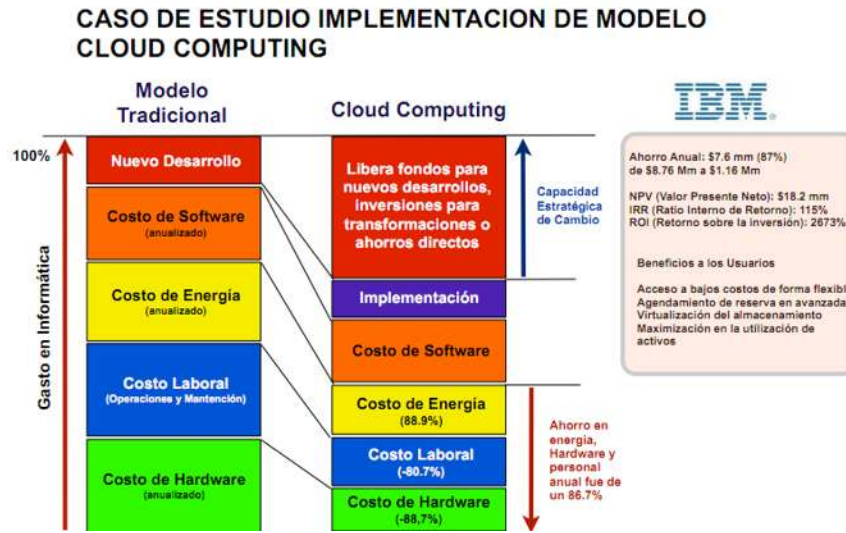 CASO DE ESTUDIO IMPLEMENTACION DE MODELO
CLOUD COMPUTING
Modelo
Tradicional
Cloud Computing
IBM®
100%
Gasto en Informática
Nuevo Desarrollo
Costo de Software
(anualizado)
Costo de Energía
(anualizado)
Costo Laboral
(Operaciones y Mantención)
Costo de Hardware
(anualizado)
Libera fondos para
nuevos desarrollos,
inversiones para
transformaciones o
ahorros directos
Implementación
Costo de Software
Costo de Energía
(88.9%)
Costo Laboral
(-80.7%)
Costo de Hardware
(-88,7%)
Capacidad
Estratégica
de Cambio
Ahorro en
energía,
Hardware y
personal
anual fue de
un 86.7%
Ahorro Anual: $7.6 mm (87%)
de $8.76 Mm a $1.16 Mm
NPV (Valor Presente Neto): $18.2 mm
IRR (Ratio Interno de Retorno): 115%
ROI (Retorno sobre la inversión): 2673%
Beneficios a los Usuarios
Acceso a bajos costos de forma flexibl
Agendamiento de reserva en avanzada
Virtualización del almacenamiento
Maximización en la utilización de
activos